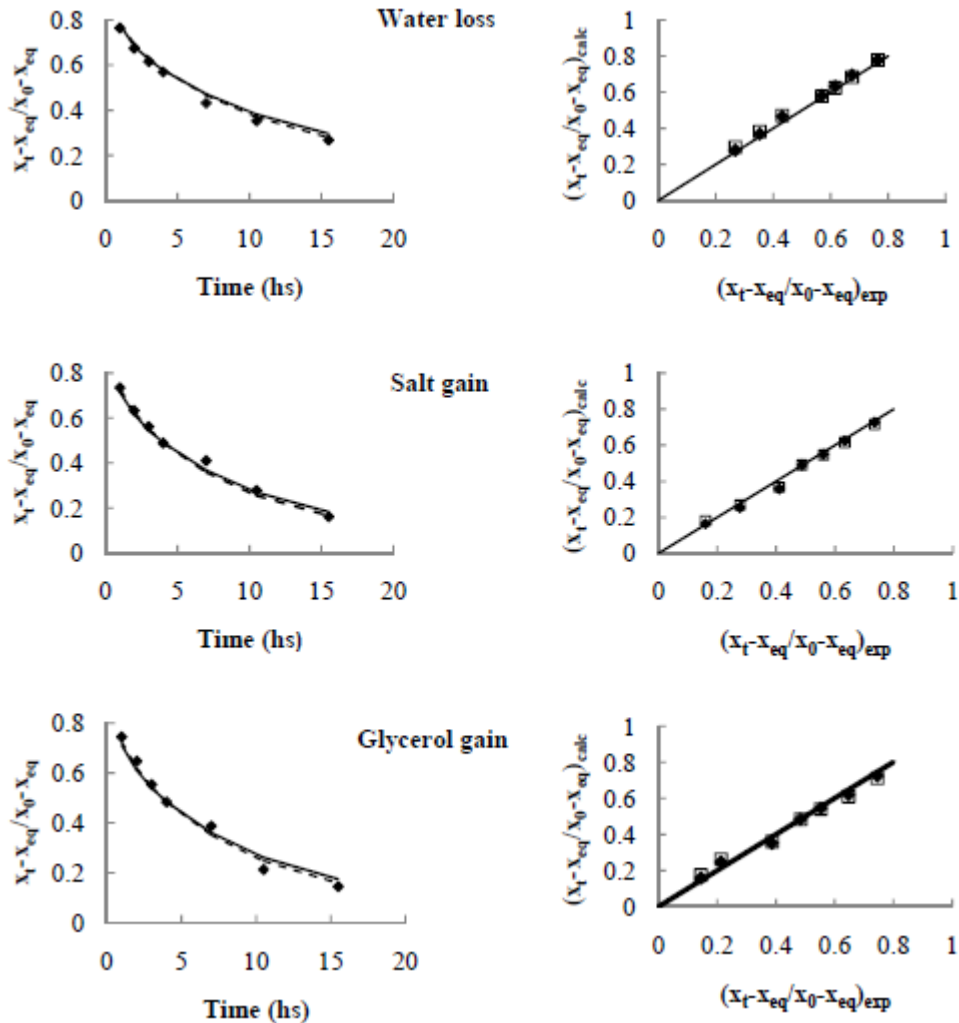 Water loss
x_t-x_eq/x_0-x_eq
0.8
0.6
0.4
0.2
0
0 5 10 15 20
Time (hs)
(x_t-x_eq/x_0-x_eq)_calc
1
0.8
0.6
0.4
0.2
0
0 0.2 0.4 0.6 0.8 1
(x_t-x_eq/x_0-x_eq)_exp
Salt gain
x_t-x_eq/x_0-x_eq
0.8
0.6
0.4
0.2
0
0 5 10 15 20
Time (hs)
(x_t-x_eq/x_0-x_eq)_calc
1
0.8
0.6
0.4
0.2
0
0 0.2 0.4 0.6 0.8 1
(x_t-x_eq/x_0-x_eq)_exp
Glycerol gain
x_t-x_eq/x_0-x_eq
0.8
0.6
0.4
0.2
0
0 5 10 15 20
Time (hs)
(x_t-x_eq/x_0-x_eq)_calc
1
0.8
0.6
0.4
0.2
0
0 0.2 0.4 0.6 0.8 1
(x_t-x_eq/x_0-x_eq)_exp